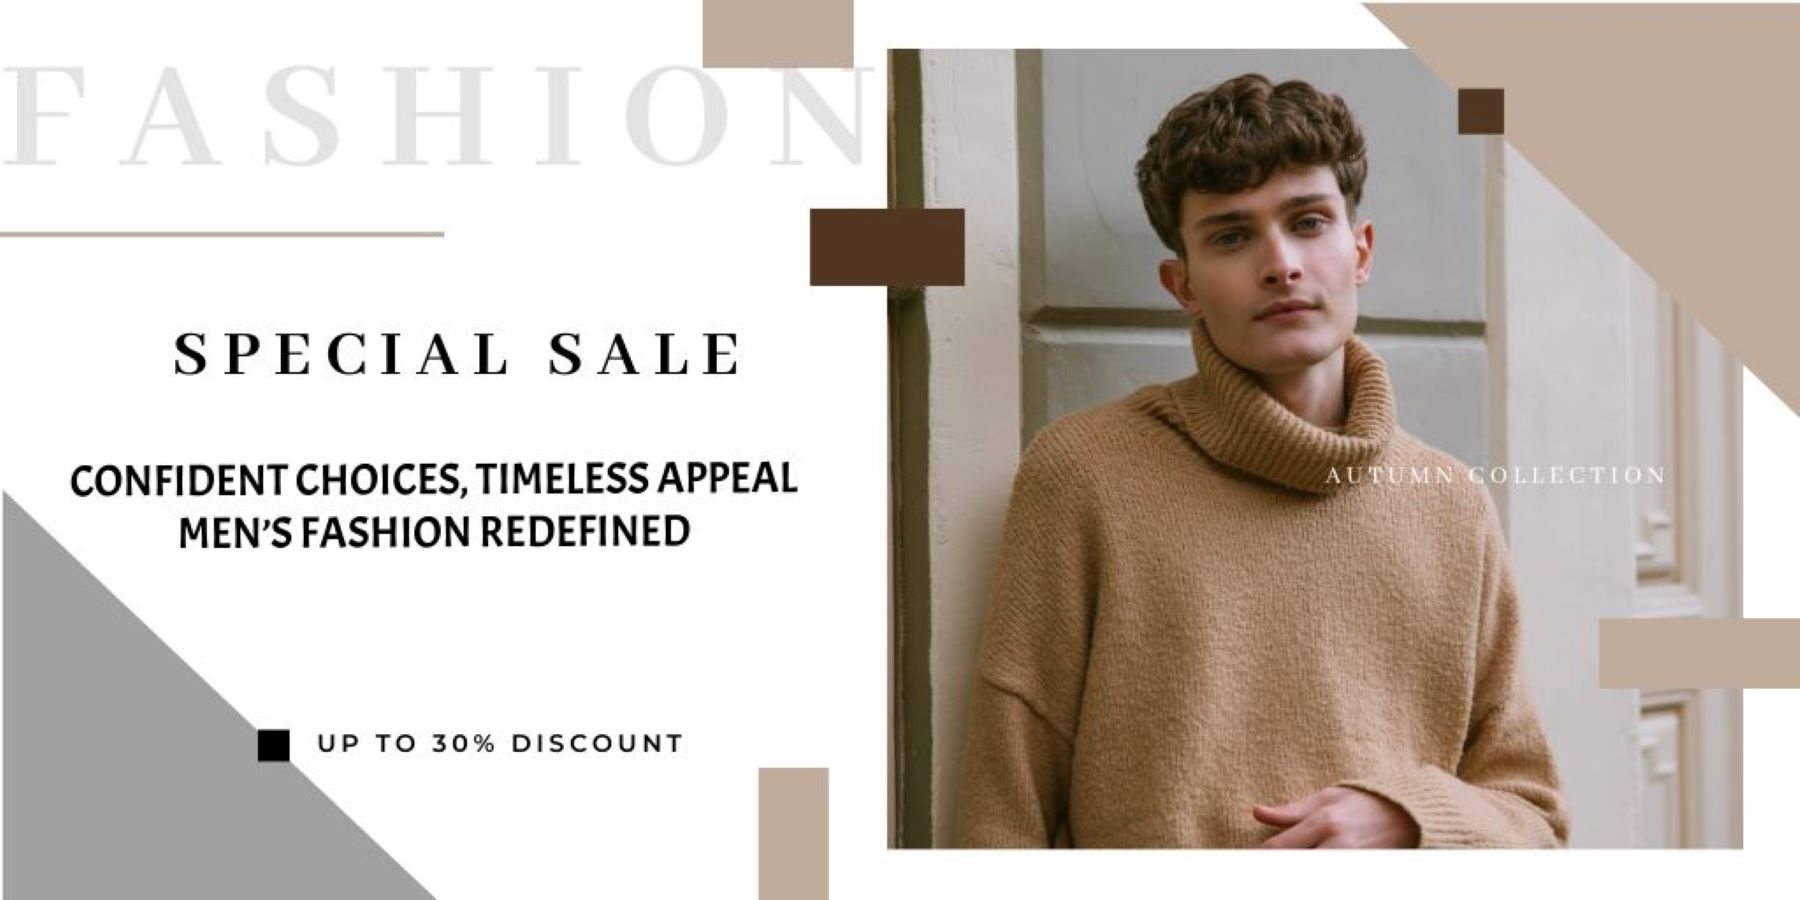 FASHION
SPECIAL SALE
CONFIDENT CHOICES, TIMELESS APPEAL
MEN’S FASHION REDEFINED
UP TO 30% DISCOUNT
AUTUMN COLLECTION